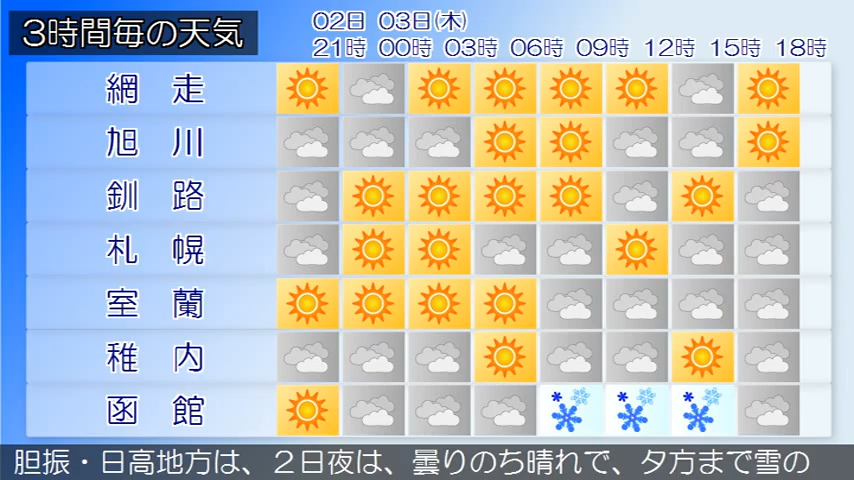 3時間毎の天気
02日 03日(木)
21時 00時 03時 06時 09時 12時 15時 18時
網走
旭川
釧路
札幌
室蘭
稚内
函館
胆振・日高地方は、２日夜は、曇りのち晴れで、夕方まで雪の